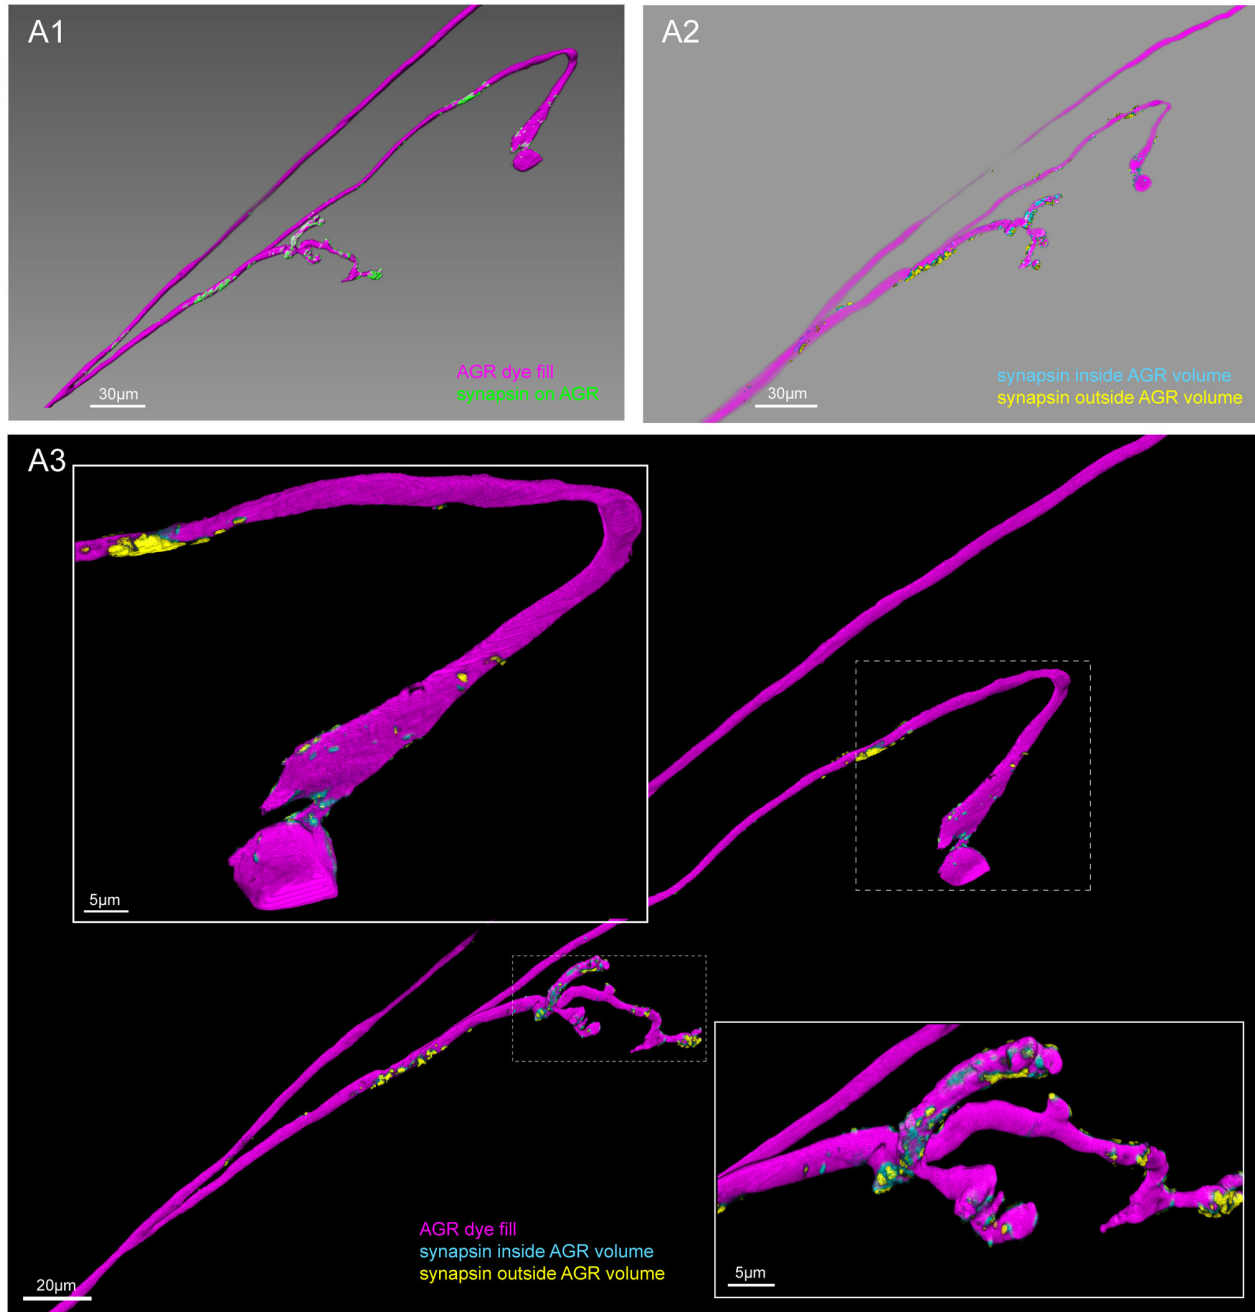 A1
AGR dye fill
synapsin on AGR
30µm
A2
synapsin inside AGR volume
synapsin outside AGR volume
30µm
A3
5µm
AGR dye fill
synapsin inside AGR volume
synapsin outside AGR volume
20µm
5µm